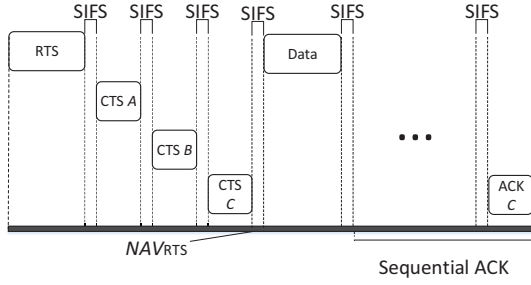 SIFS SIFS SIFS SIFS SIFS SIFS
RTS
Data
CTS A
CTS B
CTS
C
...
ACK
C
NAVRTS
Sequential ACK